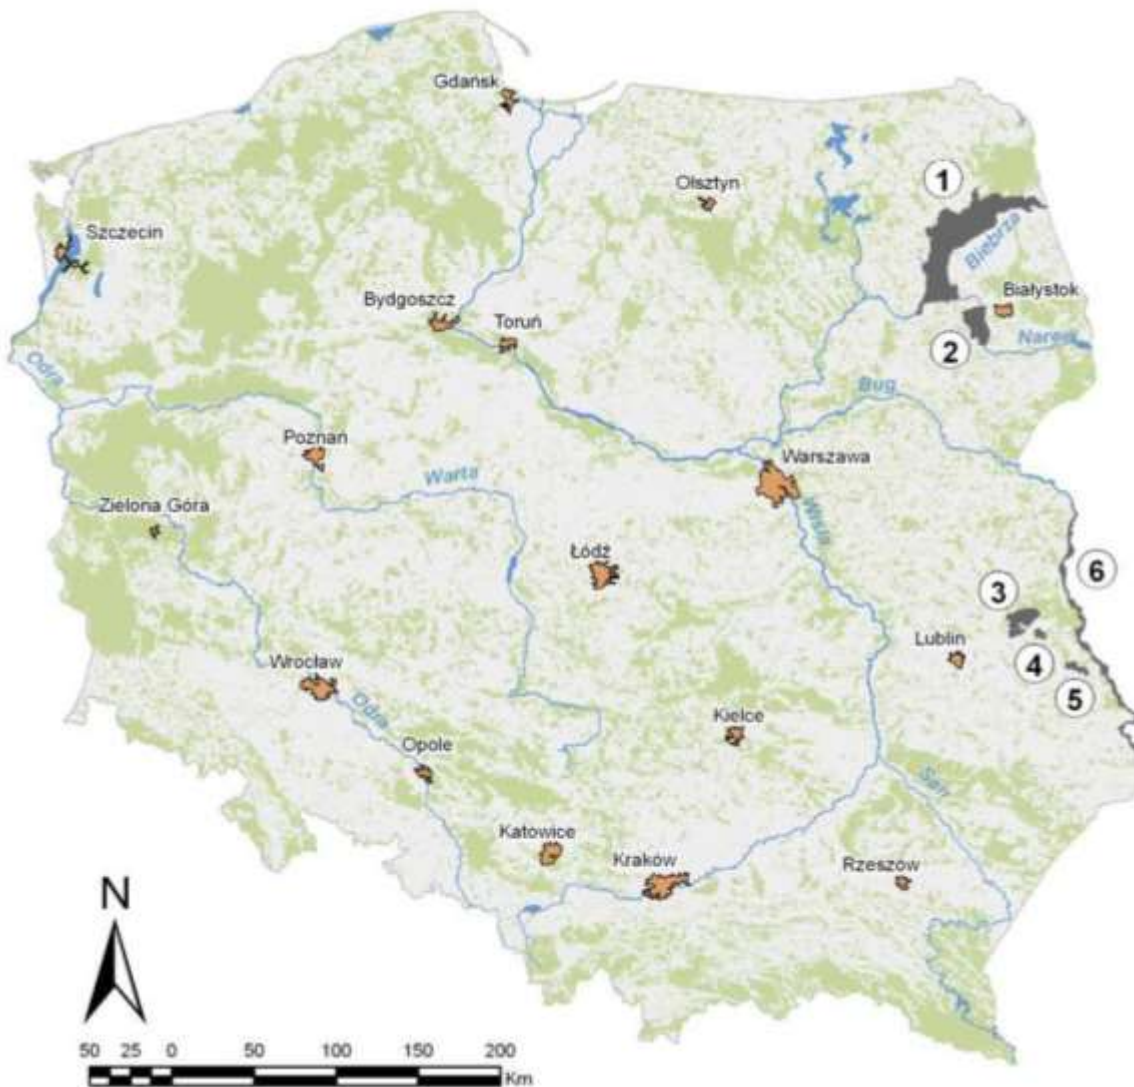 Gdańsk
Olsztyn
1
Szczecin
Biebrza
Bydgoszcz
Toruń
Białystok
2
Narew
Odra
Bug
Poznan
Warszawa
Warta
Zielona Góra
Wisła
Łódź
6
3
Lublin
4
5
Wrocław
Odra
Kielce
Opole
San
Katowice
Kraków
Rzeszow
N
50 25 0 50 100 150 200
Km